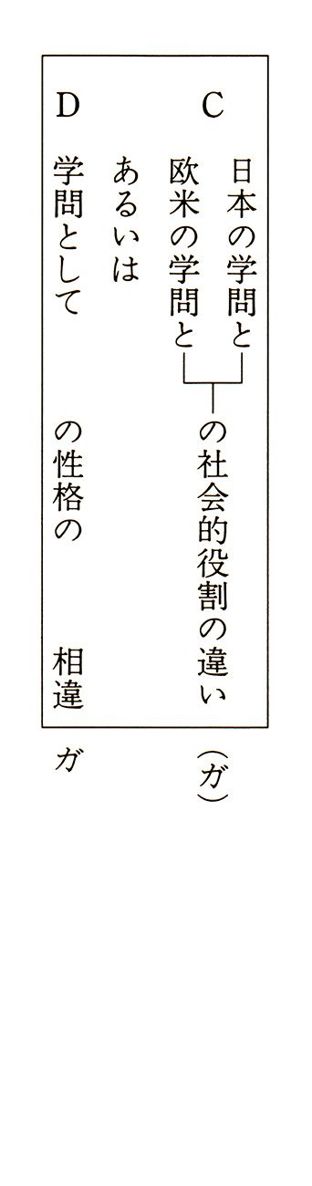 C
日本の学問と
欧米の学問と
の社会的役割の違い
(ガ)
あるいは
D
学問として の性格の 相違
ガ